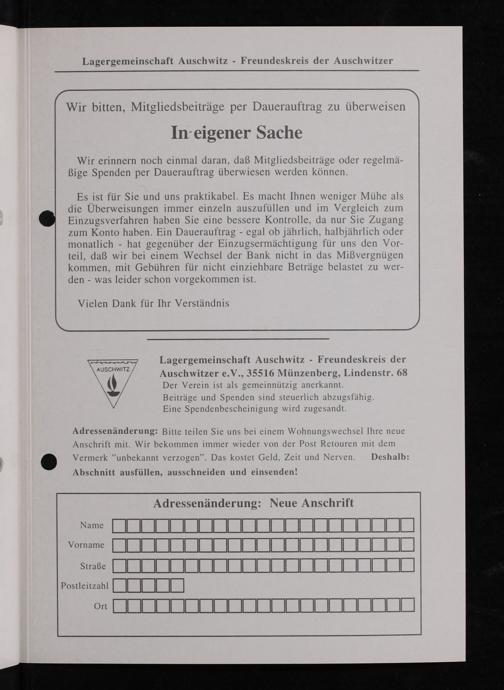 Lagergemeinschaft Auschwitz - Freundeskreis der Auschwitzer
Wir bitten, Mitgliedsbeiträge per Dauerauftrag zu überweisen
In eigener Sache
Wir erinnern noch einmal daran, daß Mitgliedsbeiträge oder regelmä-
ßige Spenden per Dauerauftrag überwiesen werden können.
Es ist für Sie und uns praktikabel. Es macht Ihnen weniger Mühe als
die Überweisungen immer einzeln auszufüllen und im Vergleich zum
Einzugsverfahren haben Sie eine bessere Kontrolle, da nur Sie Zugang
zum Konto haben. Ein Dauerauftrag - egal ob jährlich, halbjährlich oder
monatlich - hat gegenüber der Einzugsermächtigung für uns den Vor-
teil, daß wir bei einem Wechsel der Bank nicht in das Mißvergnügen
kommen, mit Gebühren für nicht einziehbare Beträge belastet zu wer-
den - was leider schon vorgekommen ist.
Vielen Dank für Ihr Verständnis
AUSCHWITZ
Lagergemeinschaft Auschwitz - Freundeskreis der
Auschwitzer e.V., 35516 Münzenberg, Lindenstr. 68
Der Verein ist als gemeinnützig anerkannt.
Beiträge und Spenden sind steuerlich abzugsfähig.
Eine Spendenbescheinigung wird zugesandt.
Adressenänderung: Bitte teilen Sie uns bei einem Wohnungswechsel Ihre neue
Anschrift mit. Wir bekommen immer wieder von der Post Retouren mit dem
Vermerk "unbekannt verzogen". Das kostet Geld, Zeit und Nerven. Deshalb:
Abschnitt ausfüllen, ausschneiden und einsenden!
Adressenänderung: Neue Anschrift
Name
Vorname
Straße
Postleitzahl
Ort